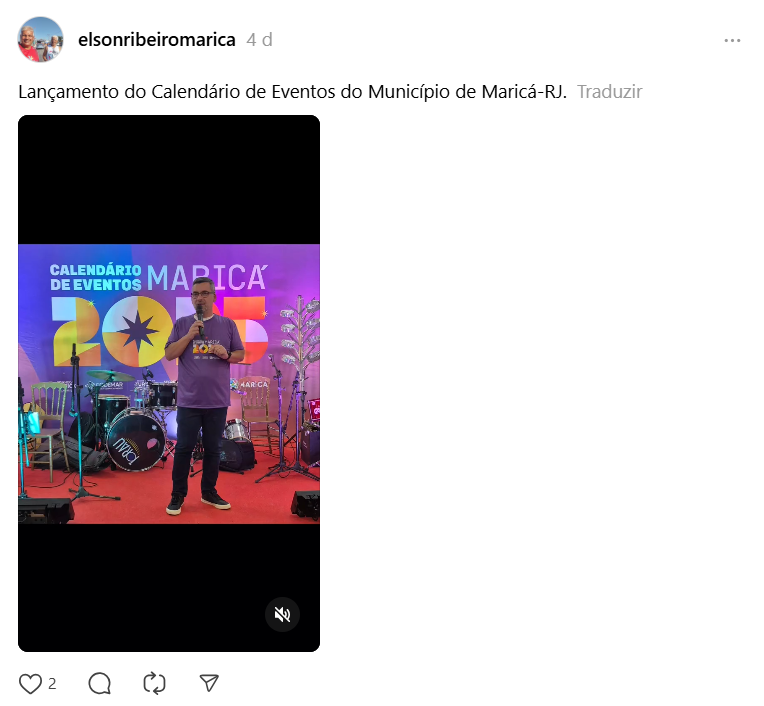 elsonribeiromarica 4 d
Lançamento do Calendário de Eventos do Município de Maricá-RJ. Traduzir
CALENDÁRIO
DE EVENTOS
MARICÁ
2025
MARICÁ
2